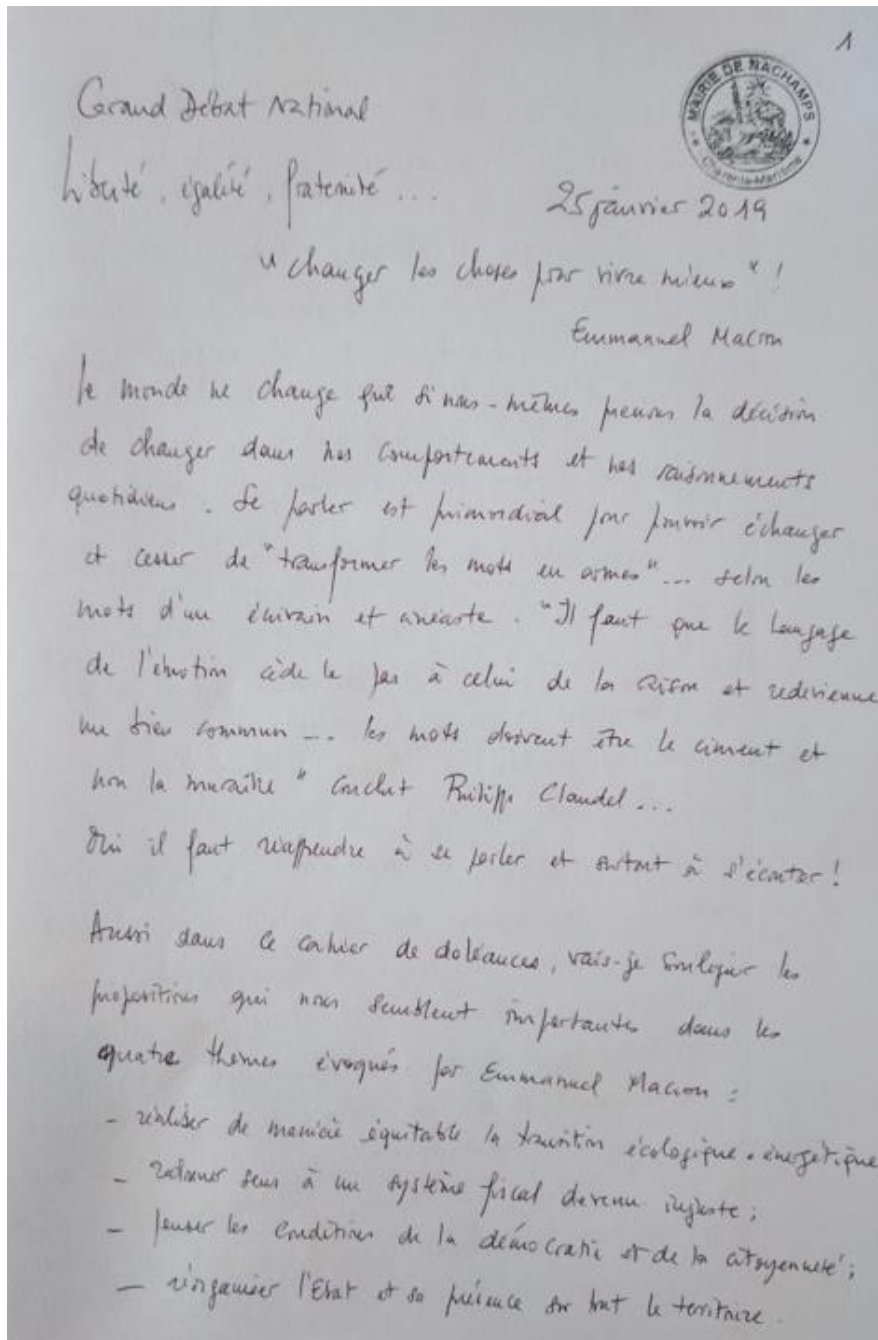 1
MAIRIE DE NACHAMPS
Charente-Maritime
Grand Débat National
Liberté, égalité, fraternité...
25 janvier 2019
"changer les choses pour vivre mieux" !
Emmanuel Macron
le monde ne change que si nous-mêmes prenons la décision
de changer dans nos comportements et nos raisonnements
quotidiens. Se parler est primordial pour pouvoir échanger
et cesser de "transformer les mots en armes"... selon les
mots d'un écrivain et cinéaste. "Il faut que le langage
de l'émotion cède le pas à celui de la raison et redevienne
un bien commun... les mots doivent être le ciment et
non la muraille" conclut Philippe Claudel...
Oui il faut réapprendre à se parler et surtout à s'écouter !
Aussi dans ce cahier de doléances, vais-je souligner les
propositions qui nous semblent importantes dans les
quatre thèmes évoqués par Emmanuel Macron :
- réaliser de manière équitable la transition écologique. énergétique
- redonner sens à un système fiscal devenu injuste ;
- penser les conditions de la démocratie et de la citoyenneté ;
- réorganiser l'Etat et sa présence sur tout le territoire.